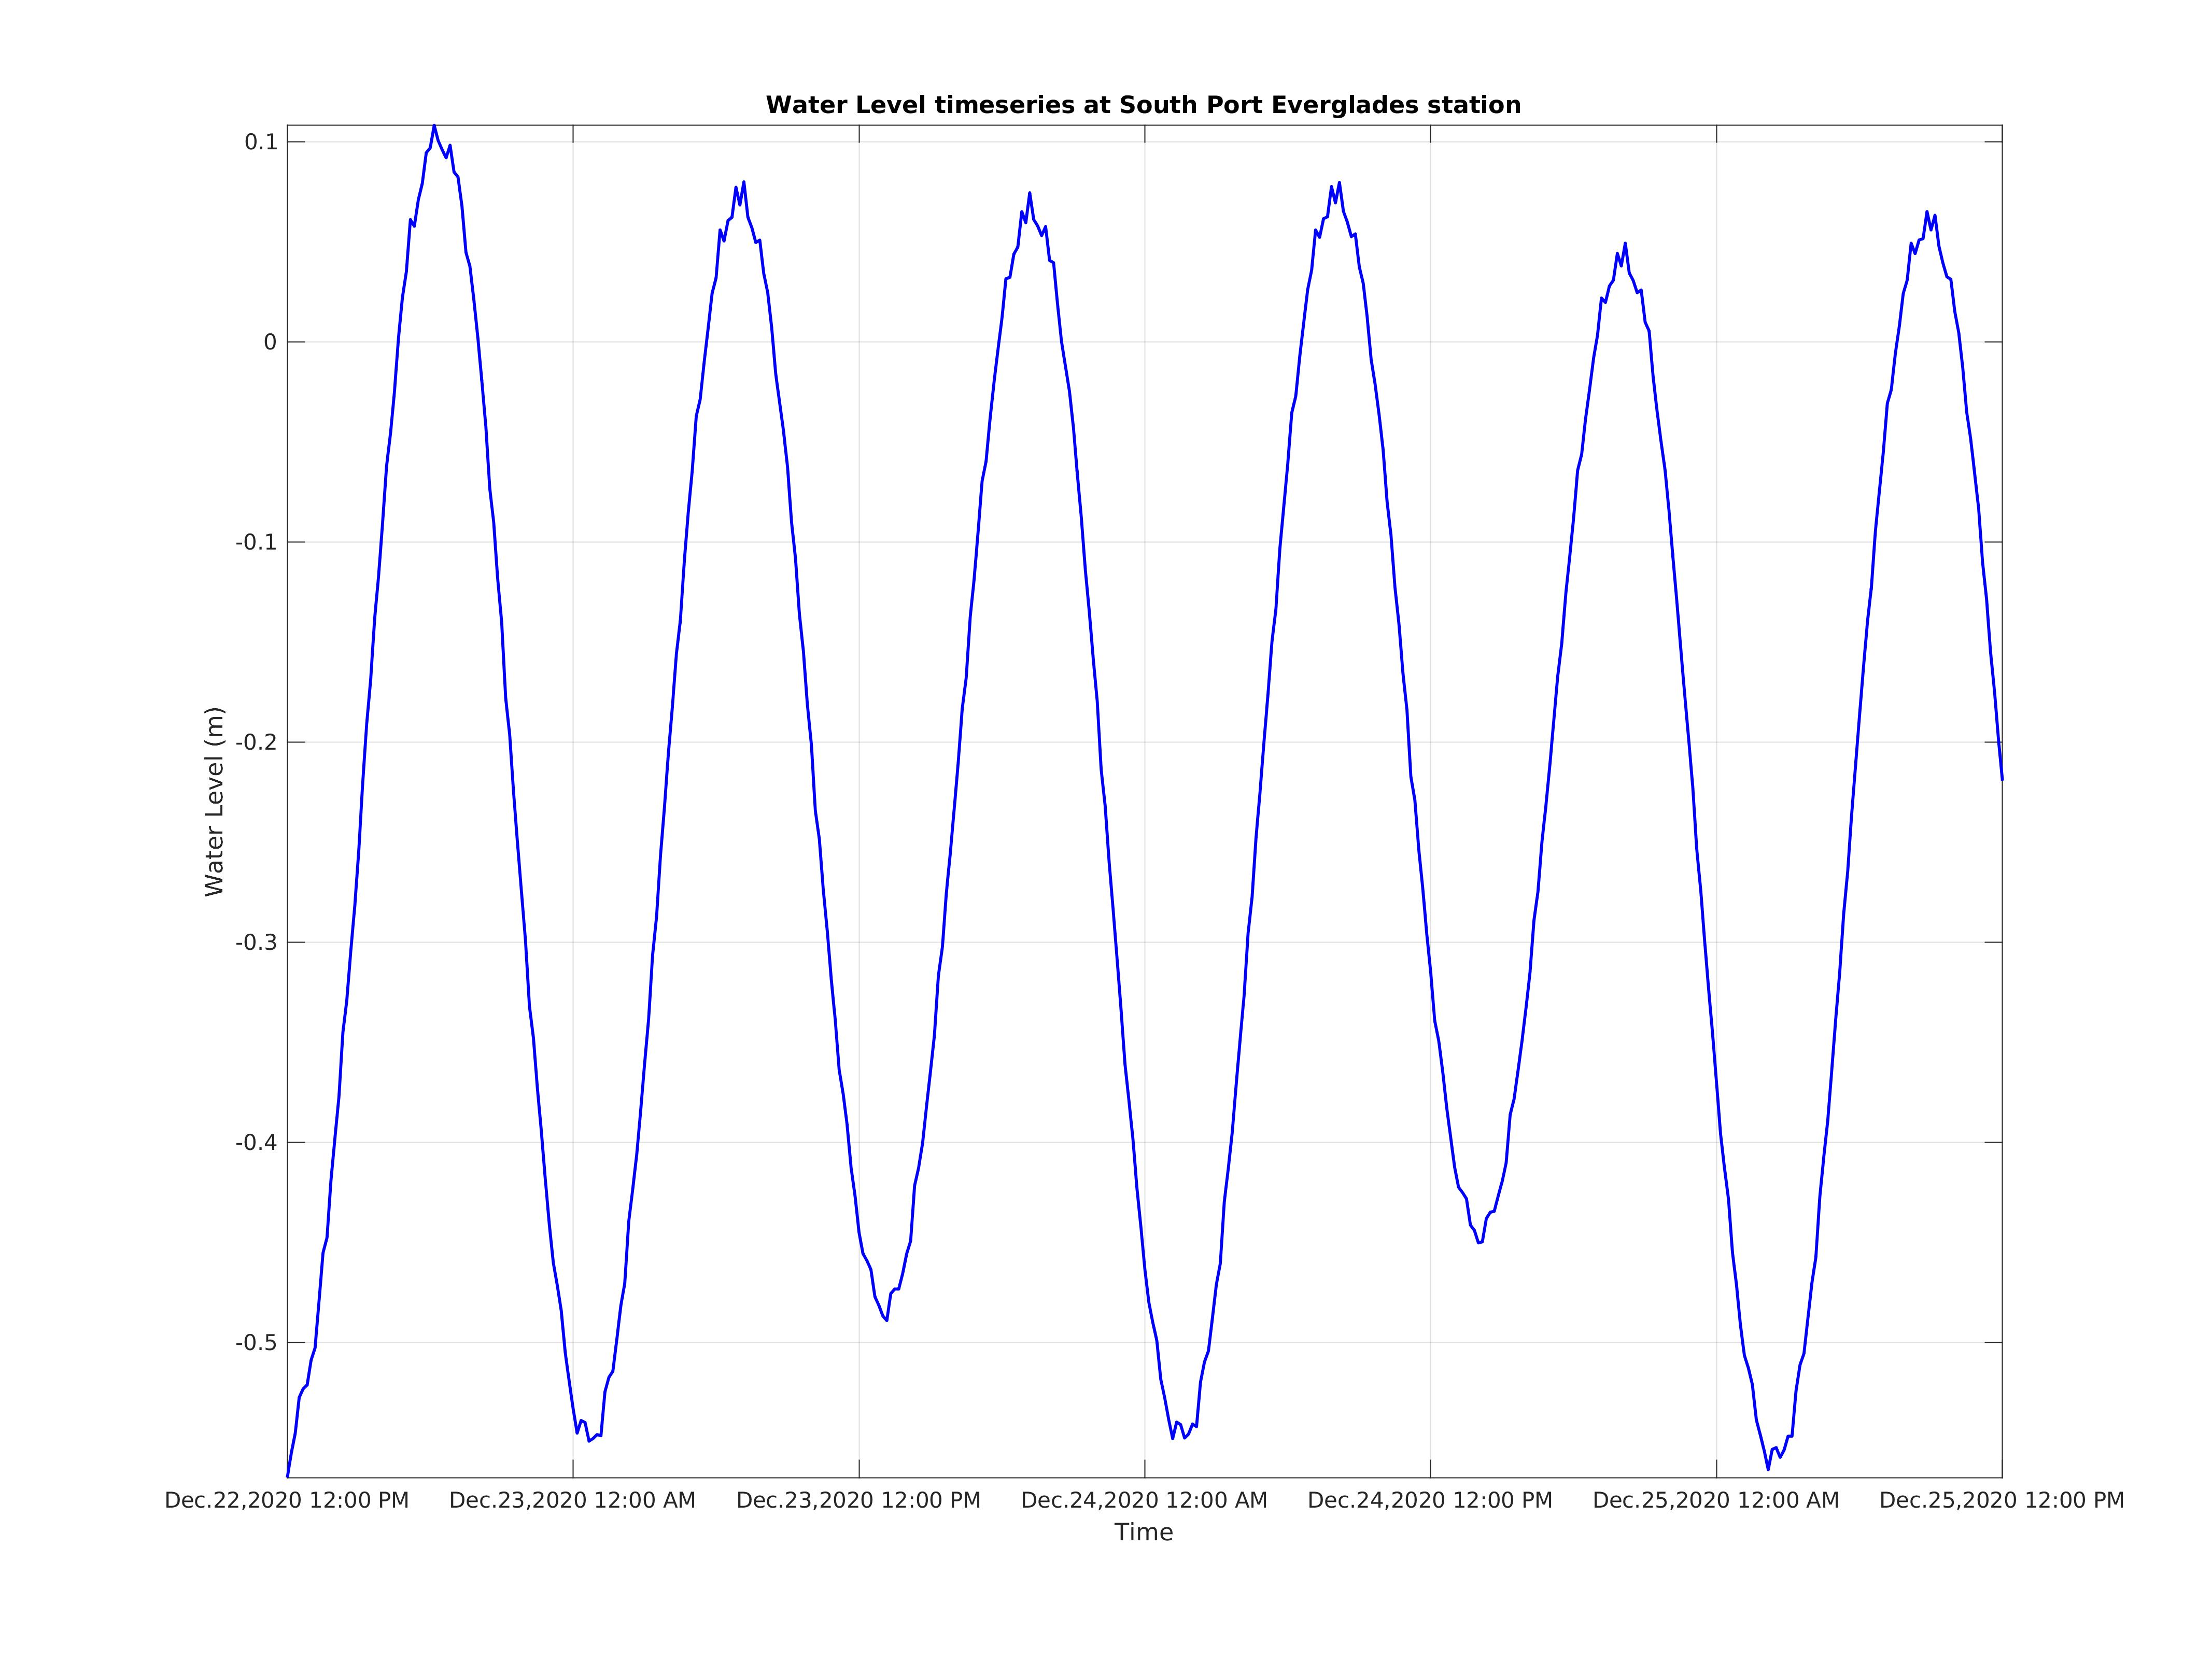 Water Level timeseries at South Port Everglades station
0.1
0
-0.1
-0.2
-0.3
-0.4
-0.5
Water Level (m)
Dec.22,2020 12:00 PM Dec.23,2020 12:00 AM Dec.23,2020 12:00 PM Dec.24,2020 12:00 AM Dec.24,2020 12:00 PM Dec.25,2020 12:00 AM Dec.25,2020 12:00 PM
Time